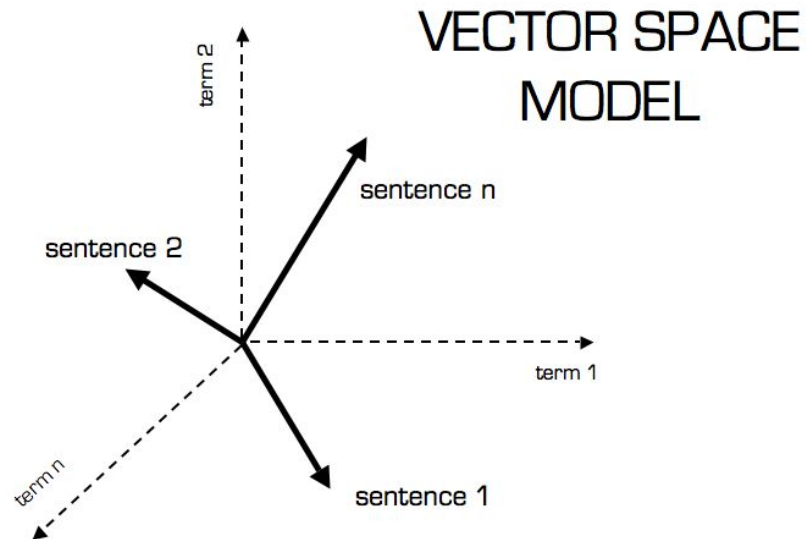 VECTOR SPACE
MODEL
term 2
sentence n
sentence 2
term 1
term n
sentence 1